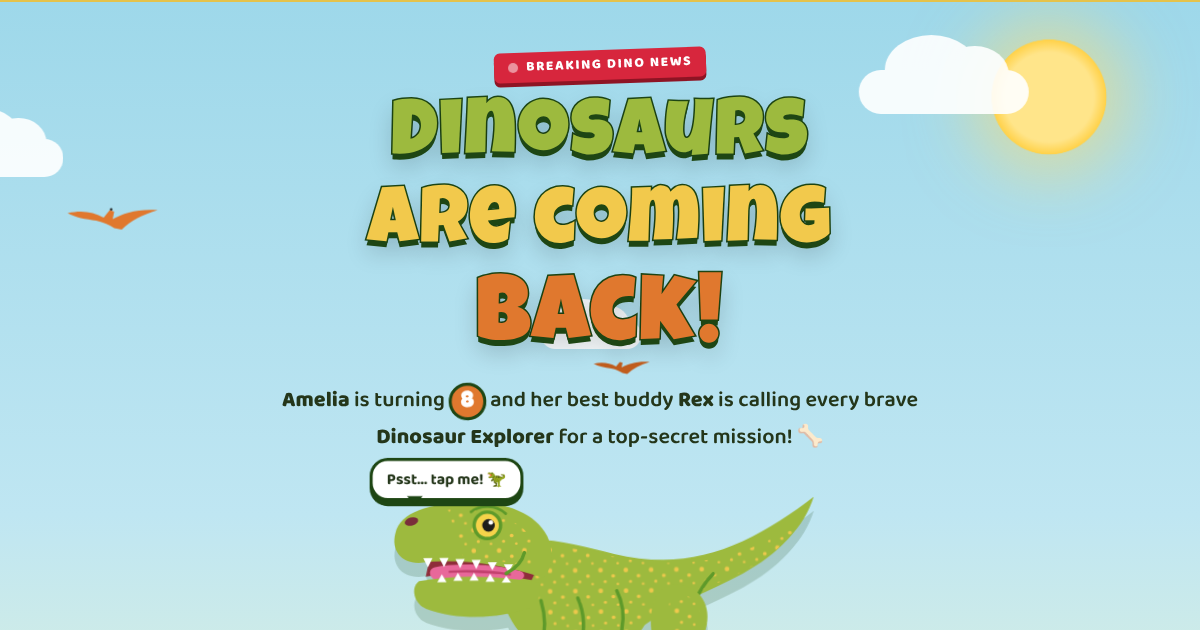 BREAKING DINO NEWS
DINOSAURS
ARE COMING
BACK!
Amelia is turning 8 and her best buddy Rex is calling every brave
Dinosaur Explorer for a top-secret mission! 🦴
Psst... tap me! 🦖